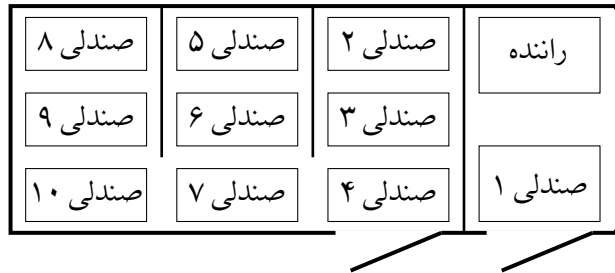 راننده
صندلی ۲
صندلی ۵
صندلی ۸
صندلی ۳
صندلی ۶
صندلی ۹
صندلی ۱
صندلی ۴
صندلی ۷
صندلی ۱۰